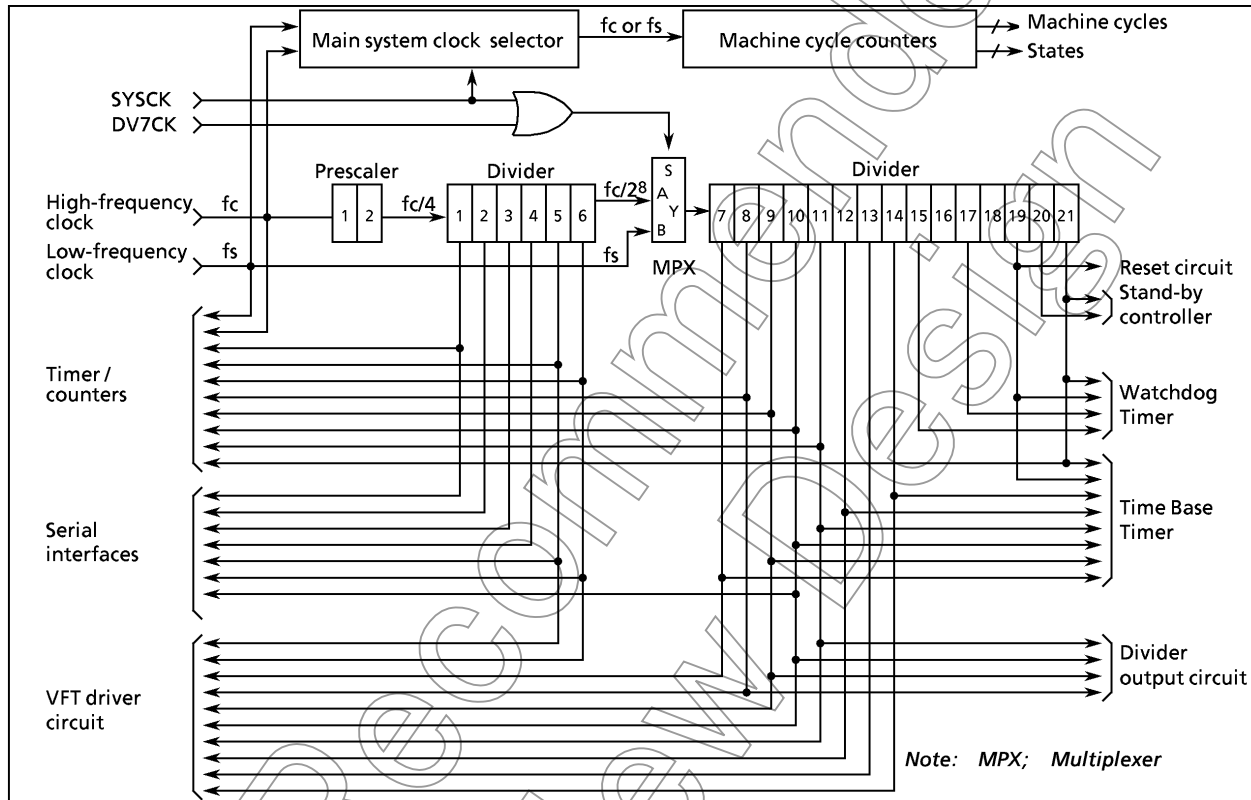 Main system clock selector
fc or fs
Machine cycle counters
Machine cycles
States
SYSCK
DV7CK
Prescaler
Divider
Divider
High-frequency
clock
fc
1 2
fc/4
1 2 3 4 5 6
fc/2⁸
S
A
Y
B
7 8 9 10 11 12 13 14 15 16 17 18 19 20 21
Low-frequency
clock
fs
fs
MPX
Reset circuit
Stand-by
controller
Timer /
counters
Watchdog
Timer
Serial
interfaces
Time Base
Timer
VFT driver
circuit
Divider
output circuit
Note: MPX; Multiplexer
Recommended
New Design